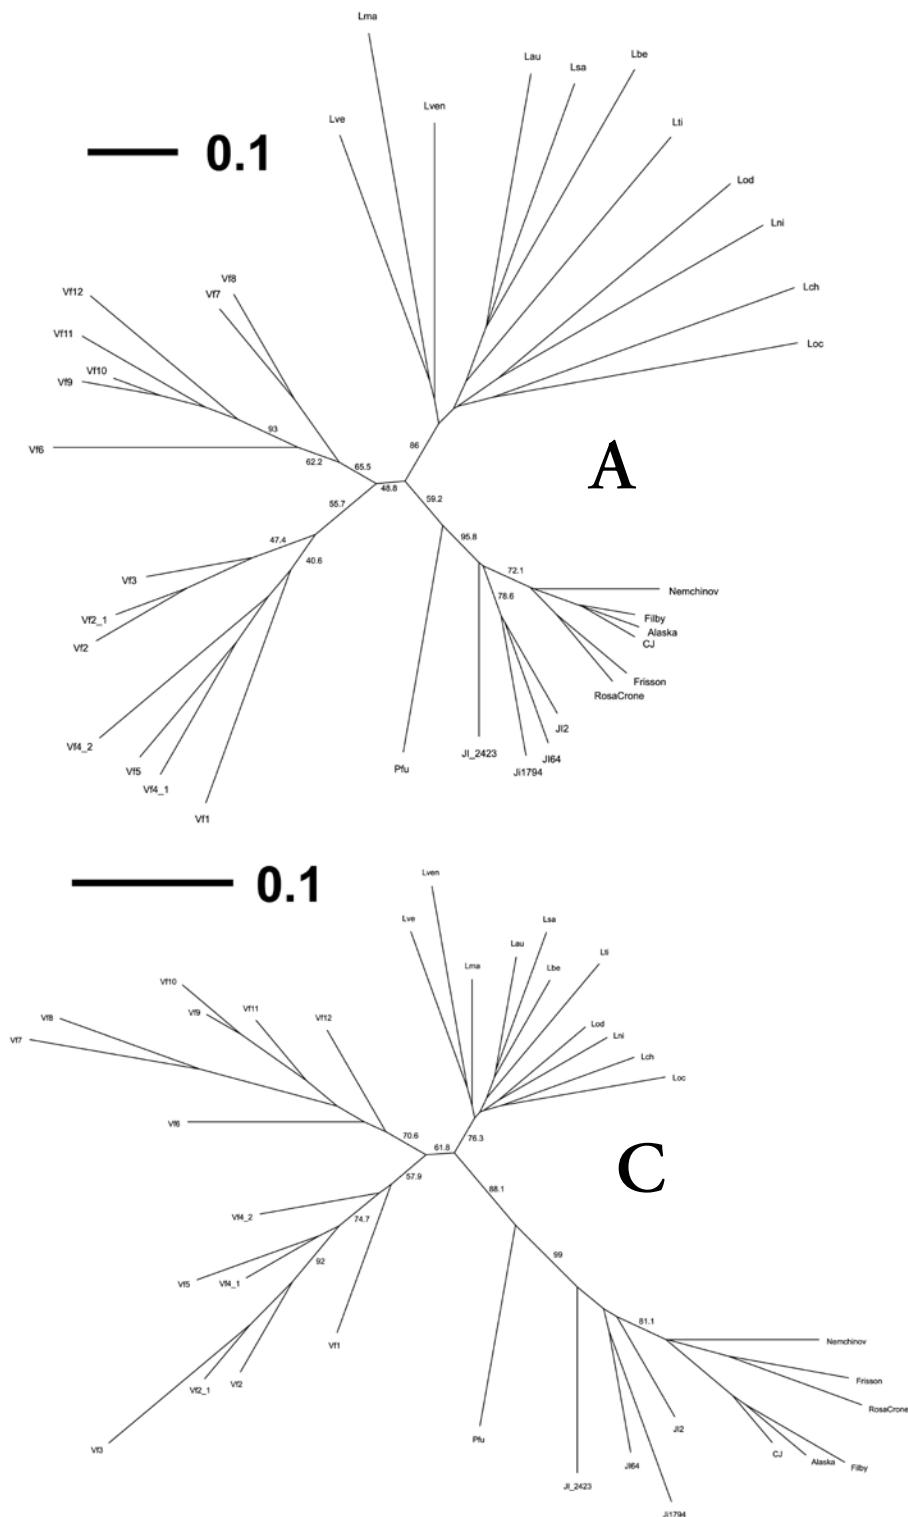 Lma
Lau
Lsa
Lbe
Lve
Lven
Lti
0.1
Lod
Lni
Vf8
Vf7
Vf12
Lch
Vf11
Loc
Vf10
Vf9
93
86
A
Vf6
62.2
65.5
48.8
59.2
55.7
47.4
40.6
95.8
72.1
78.6
Vf3
Nemchinov
Vf2_1
Filby
Alaska
CJ
Vf2
Frisson
RosaCrone
JI2
Vf4_2
JI_2423
JI64
Vf5
Pfu
Ji1794
Vf4_1
Vf1
0.1
Lven
Lve
Lsa
Lau
Lti
Lma
Lbe
Vf10
Vf9
Vf11
Vf12
Vf8
Vf7
Lod
Lni
Lch
Loc
Vf6
70.6
61.8
76.3
C
57.9
88.1
Vf4_2
74.7
92
99
Vf5
Vf4_1
81.1
Vf1
Nemchinov
Vf2_1
Vf2
Frisson
RosaCrone
JI2
Vf3
Pfu
CJ
Alaska
Filby
JI64
JI_2423
Ji1794